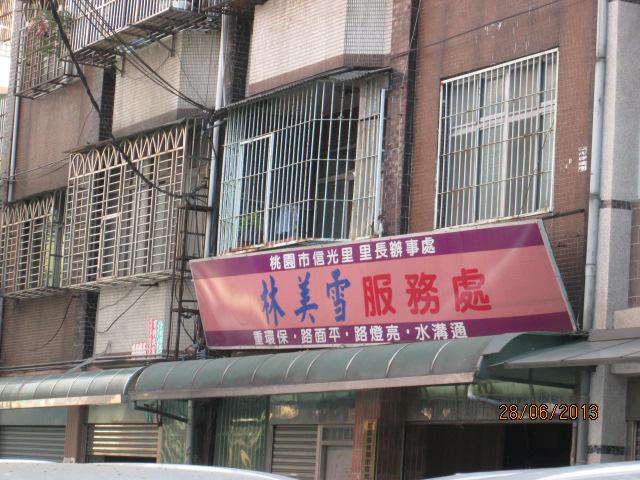 桃園市信光里 里長辦事處
林美雪服務處
重環保·路面平·路燈亮·水溝通
28/06/2013